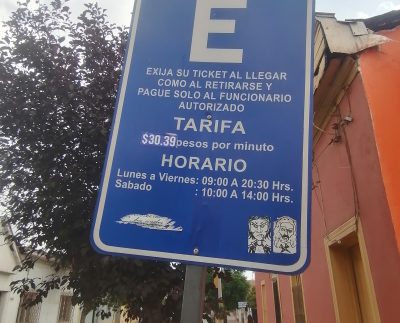 E
EXIJA SU TICKET AL LLEGAR
COMO AL RETIRARSE Y
PAGUE SOLO AL FUNCIONARIO
AUTORIZADO
TARIFA
$30.39 pesos por minuto
HORARIO
Lunes a Viernes: 09:00 A 20:30 Hrs.
Sabado : 10:00 A 14:00 Hrs.